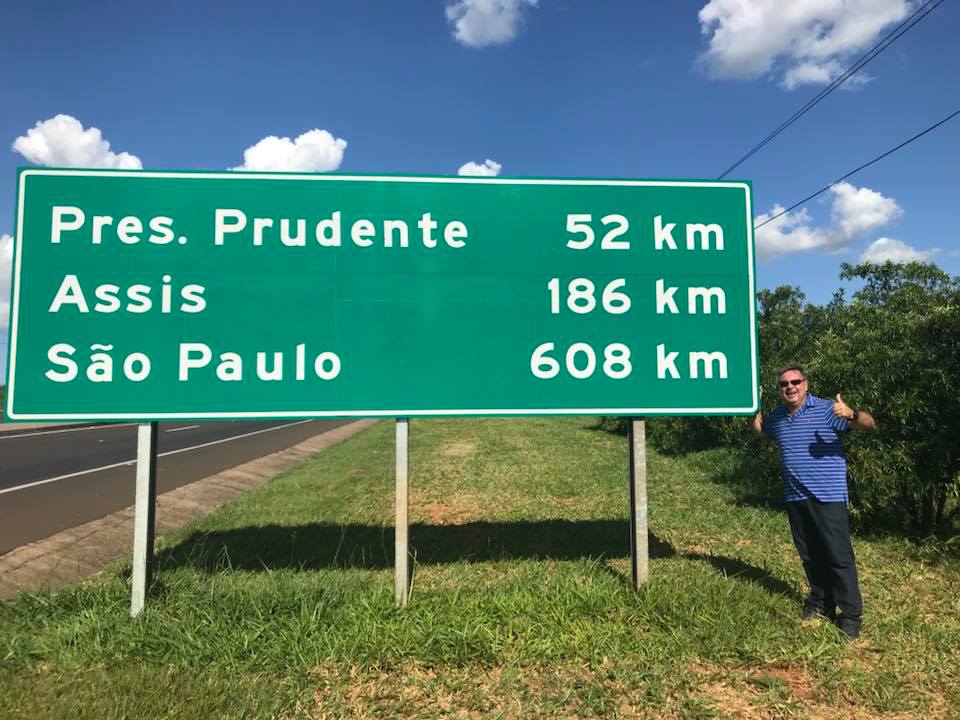 Pres. Prudente 52 km
Assis 186 km
São Paulo 608 km